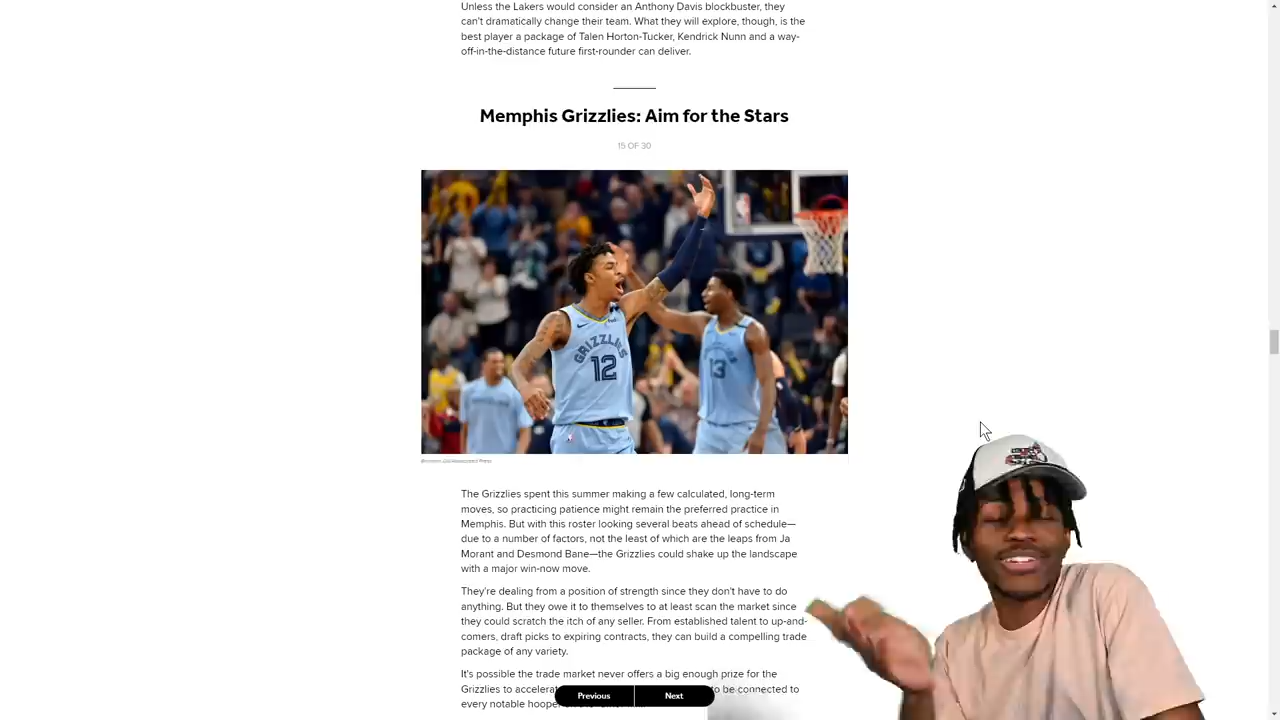 Unless the Lakers would consider an Anthony Davis blockbuster, they
can't dramatically change their team. What they will explore, though, is the
best player a package of Talen Horton-Tucker, Kendrick Nunn and a way-
off-in-the-distance future first-rounder can deliver.
Memphis Grizzlies: Aim for the Stars
15 OF 30
GRIZZLIES
12
13
The Grizzlies spent this summer making a few calculated, long-term
moves, so practicing patience might remain the preferred practice in
Memphis. But with this roster looking several beats ahead of schedule—
due to a number of factors, not the least of which are the leaps from Ja
Morant and Desmond Bane—the Grizzlies could shake up the landscape
with a major win-now move.
They're dealing from a position of strength since they don't have to do
anything. But they owe it to themselves to at least scan the market since
they could scratch the itch of any seller. From established talent to up-and-
comers, draft picks to expiring contracts, they can build a compelling trade
package of any variety.
It's possible the trade market never offers a big enough prize for the
Grizzlies to accelerat to be connected to
every notable hoope
Previous
Next